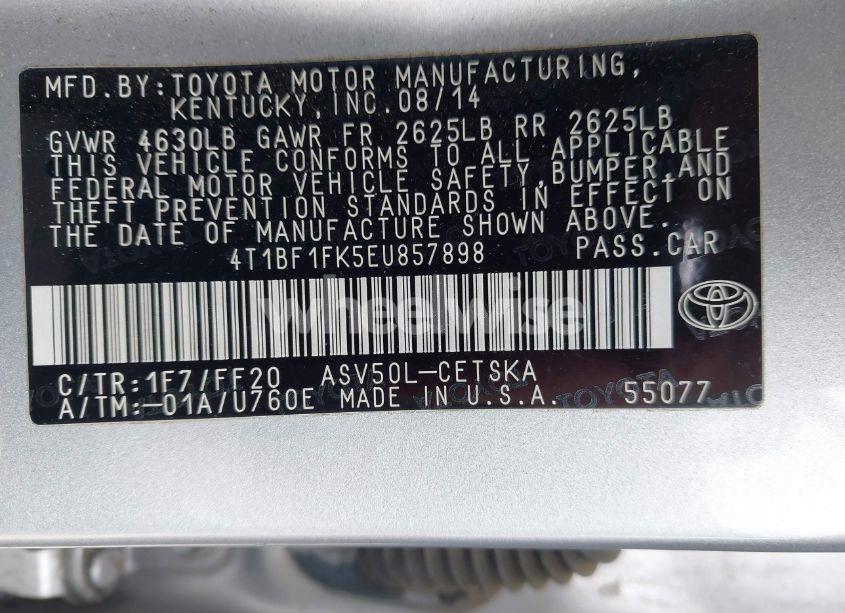 MFD. BY: TOYOTA MOTOR MANUFACTURING,
KENTUCKY, INC. 08/14
GVWR 4630LB GAWR FR 2625LB RR 2625LB
THIS VEHICLE CONFORMS TO ALL APPLICABLE
FEDERAL MOTOR VEHICLE SAFETY, BUMPER, AND
THEFT PREVENTION STANDARDS IN EFFECT ON
THE DATE OF MANUFACTURE SHOWN ABOVE.
4T1BF1FK5EU857898 PASS. CAR
wheelwise
C/TR: 1F7/FF20 ASV50L-CETSKA
A/TM:-01A/U760E MADE IN U.S.A. 55077